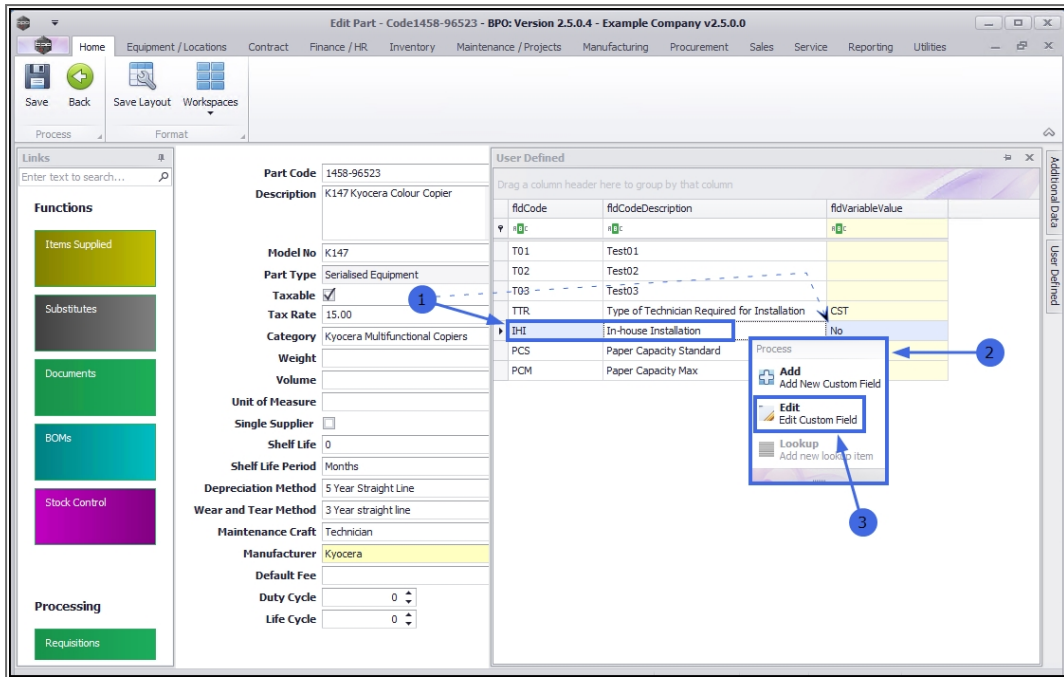 Edit Part - Code1458-96523 - BPO: Version 2.5.0.4 - Example Company v2.5.0.0
Home Equipment / Locations Contract Finance / HR Inventory Maintenance / Projects Manufacturing Procurement Sales Service Reporting Utilities
Save Back Save Layout Workspaces
Process Format
Links
Enter text to search...
Functions
Items Supplied
Substitutes
Documents
BOMs
Stock Control
Processing
Requisitions
Part Code 1458-96523
Description K147 Kyocera Colour Copier
Model No K147
Part Type Serialised Equipment
Taxable
Tax Rate 15.00
Category Kyocera Multifunctional Copiers
Weight
Volume
Unit of Measure
Single Supplier
Shelf Life 0
Shelf Life Period Months
Depreciation Method 5 Year Straight Line
Wear and Tear Method 3 Year straight line
Maintenance Craft Technician
Manufacturer Kyocera
Default Fee
Duty Cycle 0
Life Cycle 0
User Defined
Drag a column header here to group by that column
fldCode fldCodeDescription fldVariableValue
T01 Test01
T02 Test02
T03 Test03
TTR Type of Technician Required for Installation CST
IHI In-house Installation No
PCS Paper Capacity Standard
PCM Paper Capacity Max
Process
Add
Add New Custom Field
Edit
Edit Custom Field
Lookup
Add new lookup item
1
2
3
Additional Data
User Defined